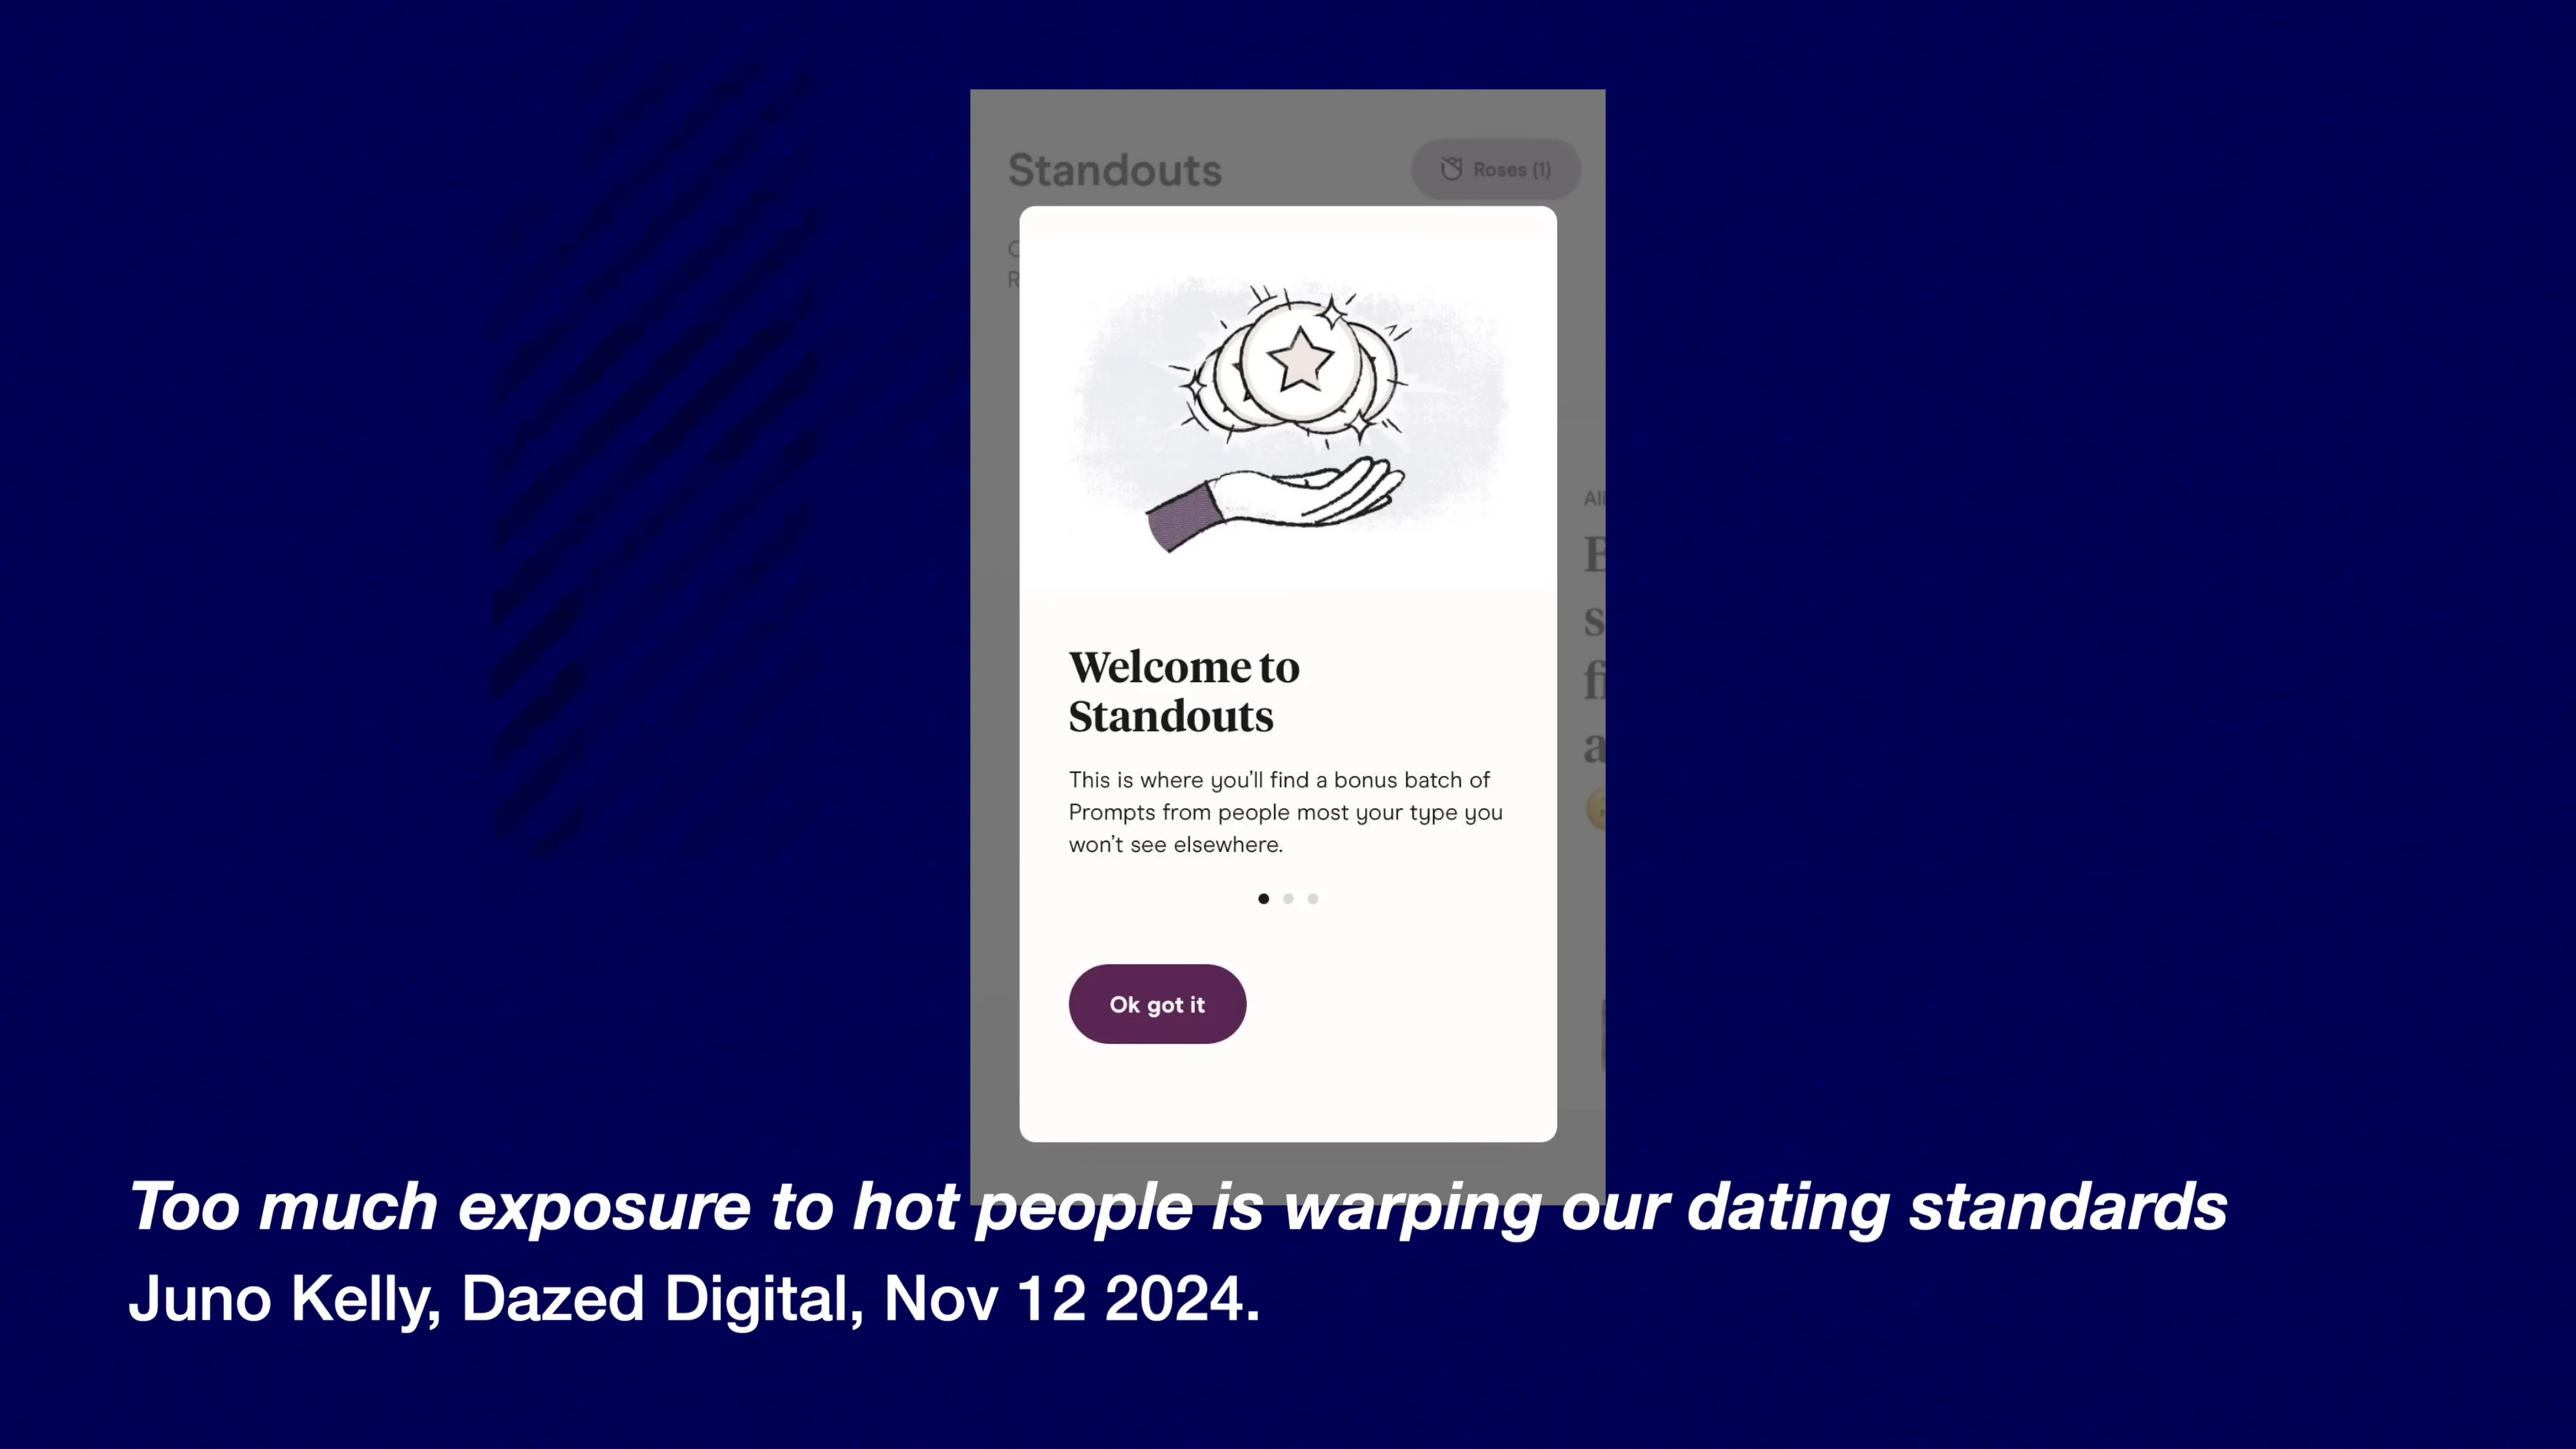 Standouts
Roses (1)
Welcome to
Standouts
This is where you'll find a bonus batch of
Prompts from people most your type you
won't see elsewhere.
Ok got it
Too much exposure to hot people is warping our dating standards
Juno Kelly, Dazed Digital, Nov 12 2024.